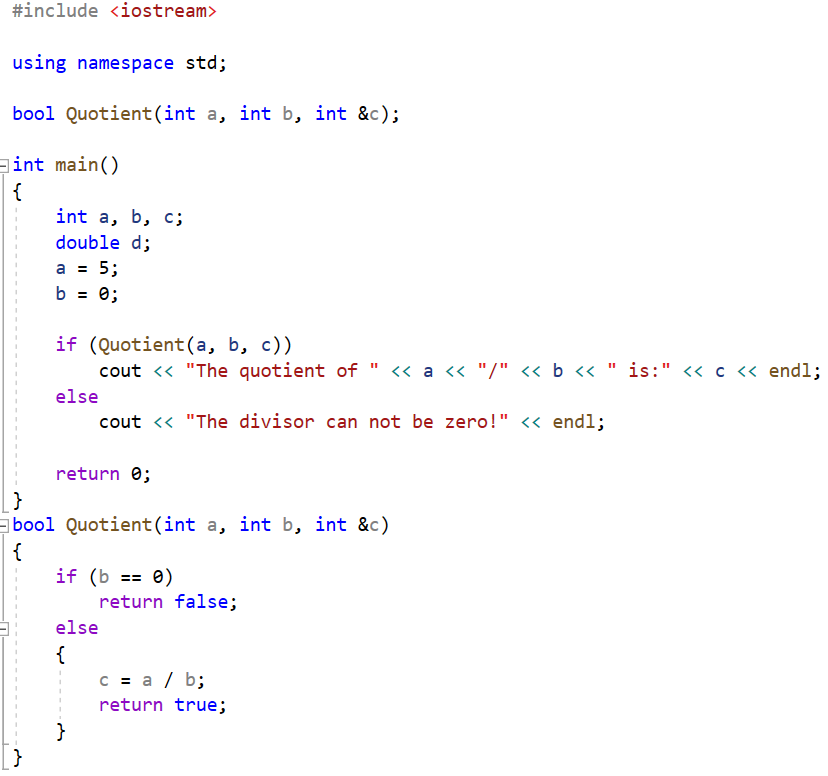 #include <iostream>
using namespace std;
bool Quotient(int a, int b, int &c);
int main()
{
    int a, b, c;
    double d;
    a = 5;
    b = 0;
    if (Quotient(a, b, c))
        cout << "The quotient of " << a << "/" << b << " is:" << c << endl;
    else
        cout << "The divisor can not be zero!" << endl;
    return 0;
}
bool Quotient(int a, int b, int &c)
{
    if (b == 0)
        return false;
    else
    {
        c = a / b;
        return true;
    }
}